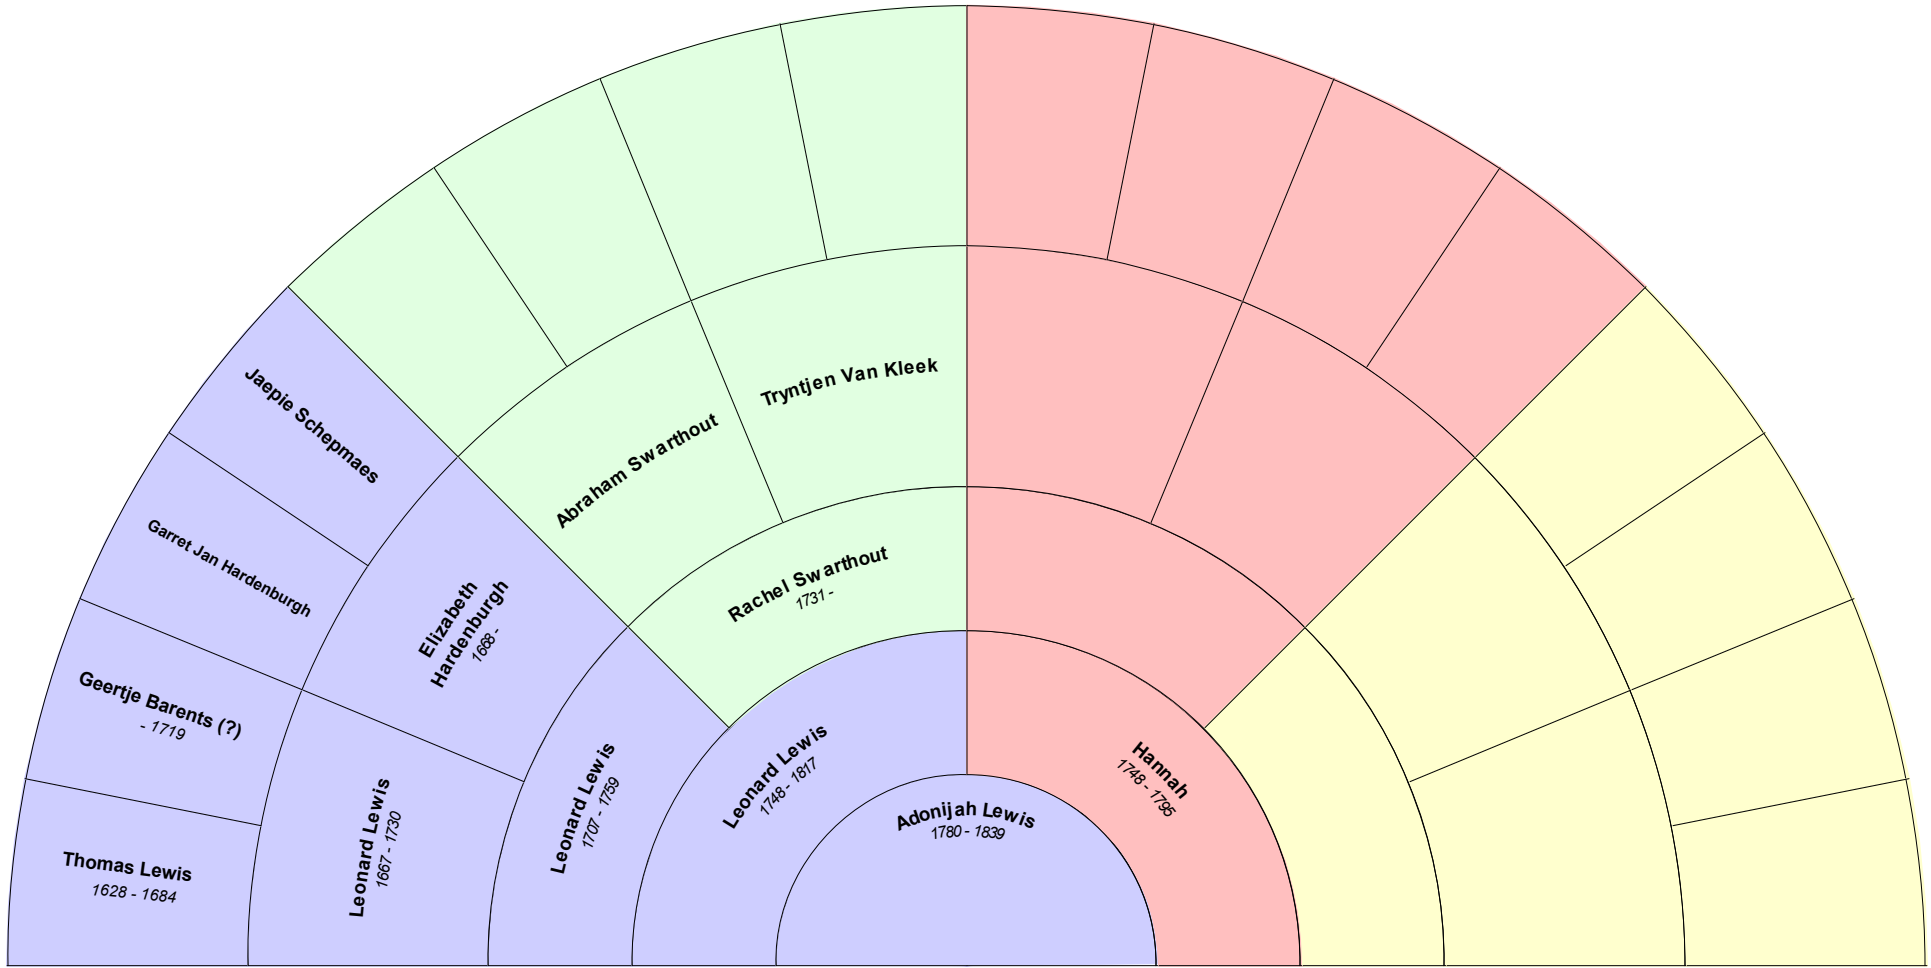 Tryntjen Van Kleek
Abraham Swarthout
Jaepie Schepmaes
Garret Jan Hardenburgh
Rachel Swarthout
1731 -
Elizabeth
Hardenburgh
1668 -
Geertje Barents (?)
- 1719
Leonard Lewis
1748 - 1817
Hannah
1748 - 1795
Leonard Lewis
1707 - 1759
Leonard Lewis
1667 - 1730
Adonijah Lewis
1780 - 1839
Thomas Lewis
1628 - 1684